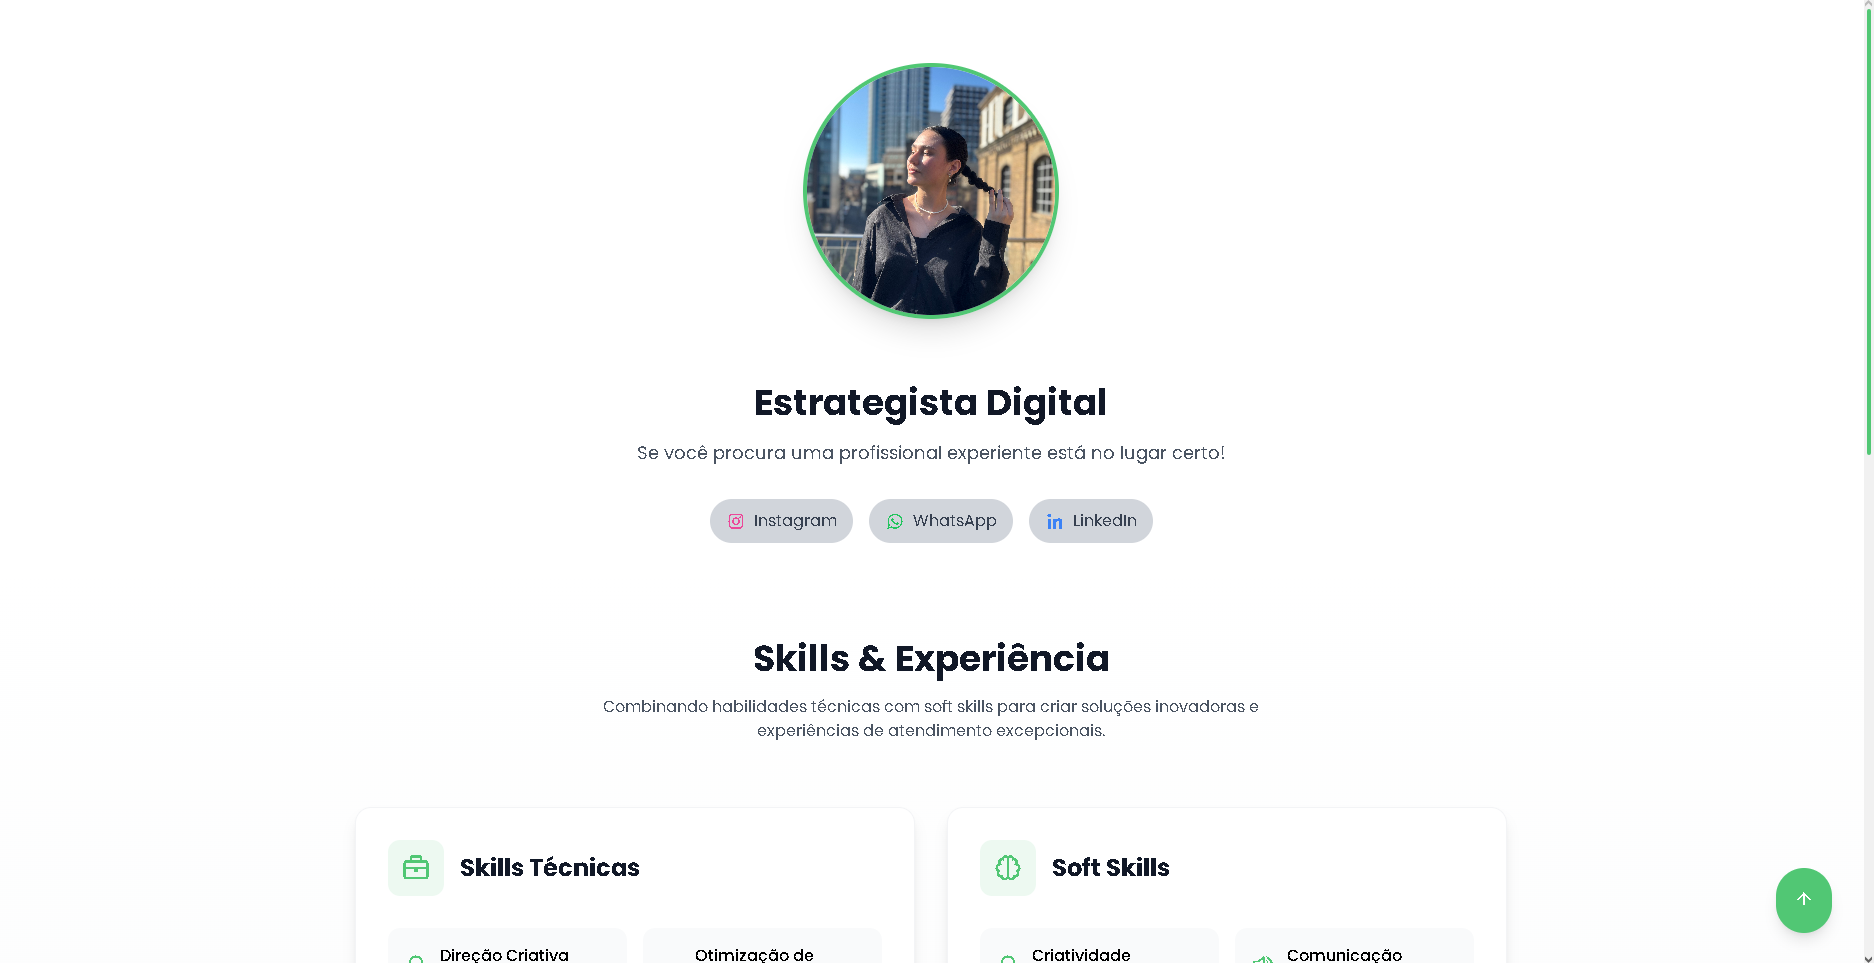 Estrategista Digital
Se você procura uma profissional experiente está no lugar certo!
Instagram
WhatsApp
LinkedIn
Skills & Experiência
Combinando habilidades técnicas com soft skills para criar soluções inovadoras e
experiências de atendimento excepcionais.
Skills Técnicas
Soft Skills
Direção Criativa
Otimização de
Criatividade
Comunicação